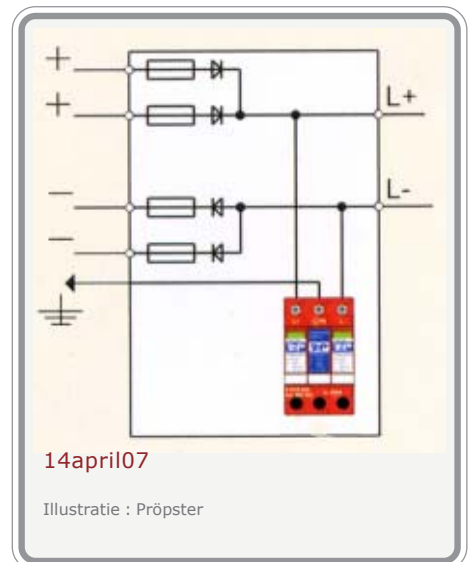 +
+
L+
−
L-
−
14april07
Illustratie : Pröpster